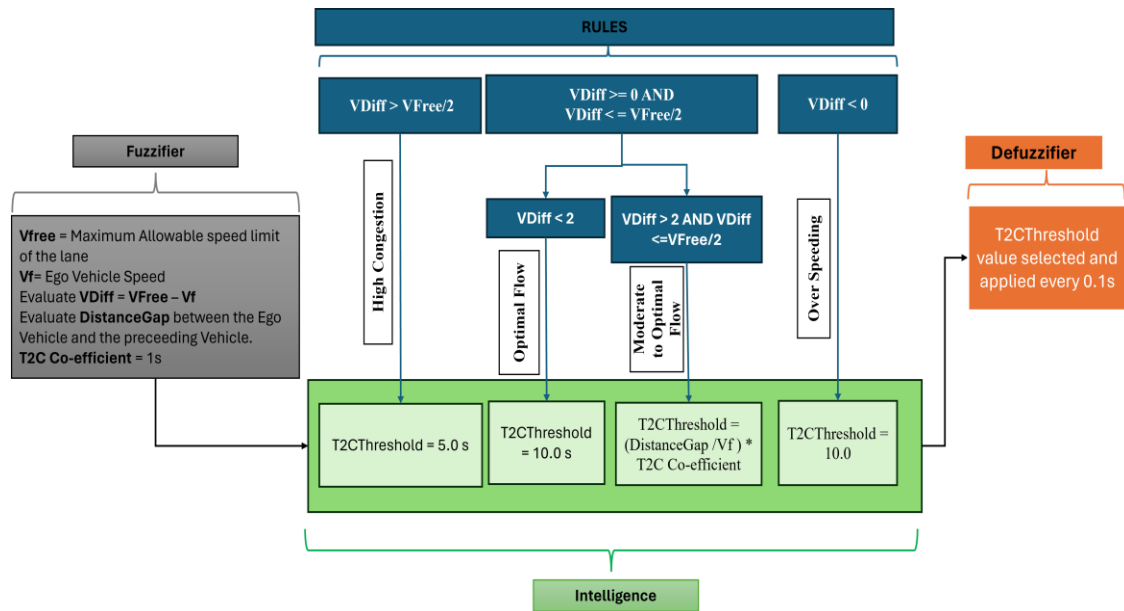 RULES
VDiff > VFree/2
VDiff >= 0 AND
VDiff < = VFree/2
VDiff < 0
Fuzzifier
Defuzzifier
Vfree = Maximum Allowable speed limit
of the lane
Vf= Ego Vehicle Speed
Evaluate VDiff = VFree – Vf
Evaluate DistanceGap between the Ego
Vehicle and the preceeding Vehicle.
T2C Co-efficient = 1s
VDiff < 2
VDiff > 2 AND VDiff
<=VFree/2
High Congestion
Optimal Flow
Moderate
to Optimal
Flow
Over Speeding
T2CThreshold
value selected and
applied every 0.1s
T2CThreshold = 5.0 s
T2CThreshold
= 10.0 s
T2CThreshold =
(DistanceGap /Vf ) *
T2C Co-efficient
T2CThreshold =
10.0
Intelligence